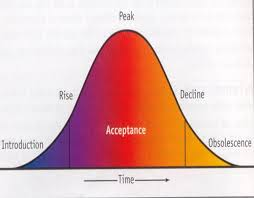 Peak
Rise
Decline
Introduction
Acceptance
Obsolescence
Time